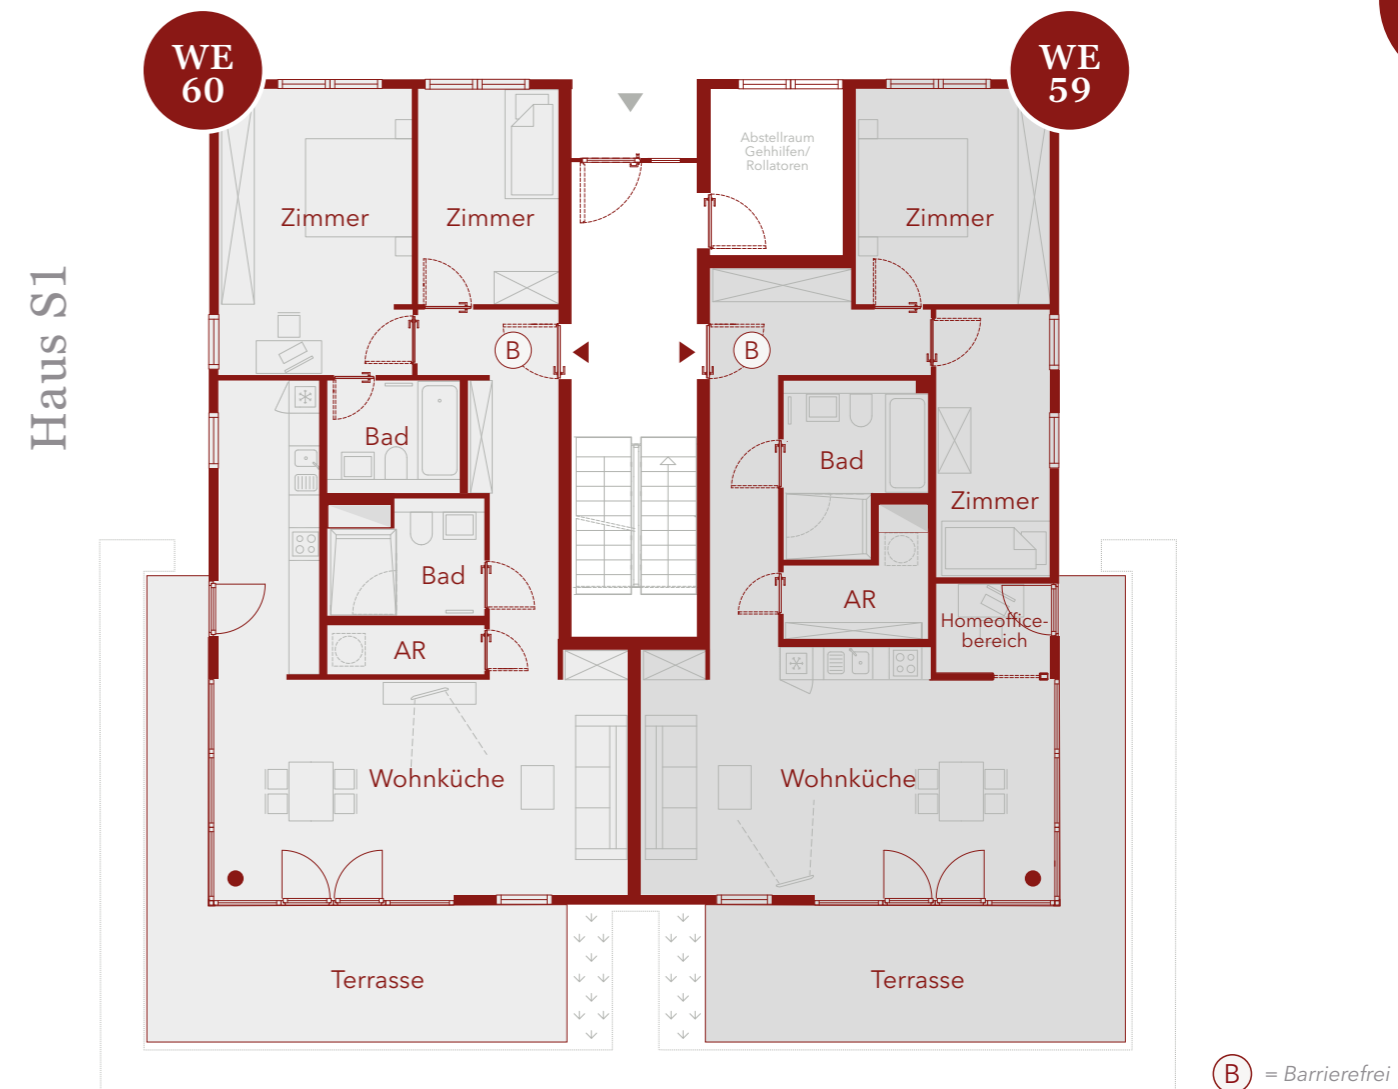 WE
60
WE
59
Haus S1
Abstellraum
Gehhilfen/
Rollatoren
Zimmer
Zimmer
Zimmer
B
B
Bad
Bad
Zimmer
Bad
AR
AR
Homeoffice-
bereich
Wohnküche
Wohnküche
Terrasse
Terrasse
B = Barrierefrei